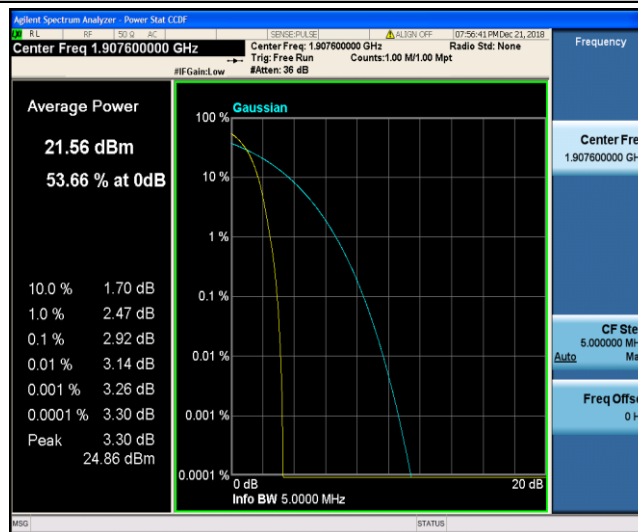 Agilent Spectrum Analyzer - Power Stat CCDF
RL RF 50 Ω AC SENSE:PULSE ALIGN OFF 07:56:41 PM Dec 21, 2018
Center Freq 1.907600000 GHz
Center Freq: 1.907600000 GHz Radio Std: None
Trig: Free Run Counts:1.00 M/1.00 Mpt
#IFGain:Low #Atten: 36 dB
Average Power
21.56 dBm
53.66 % at 0dB
10.0 % 1.70 dB
1.0 % 2.47 dB
0.1 % 2.92 dB
0.01 % 3.14 dB
0.001 % 3.26 dB
0.0001 % 3.30 dB
Peak 3.30 dB
24.86 dBm
Gaussian
100 %
10 %
1 %
0.1 %
0.01 %
0.001 %
0.0001 %
0 dB 20 dB
Info BW 5.0000 MHz
Frequency
Center Fre
1.907600000 GH
CF Ste
5.000000 MH
Auto Ma
Freq Offse
0 H
MSG STATUS